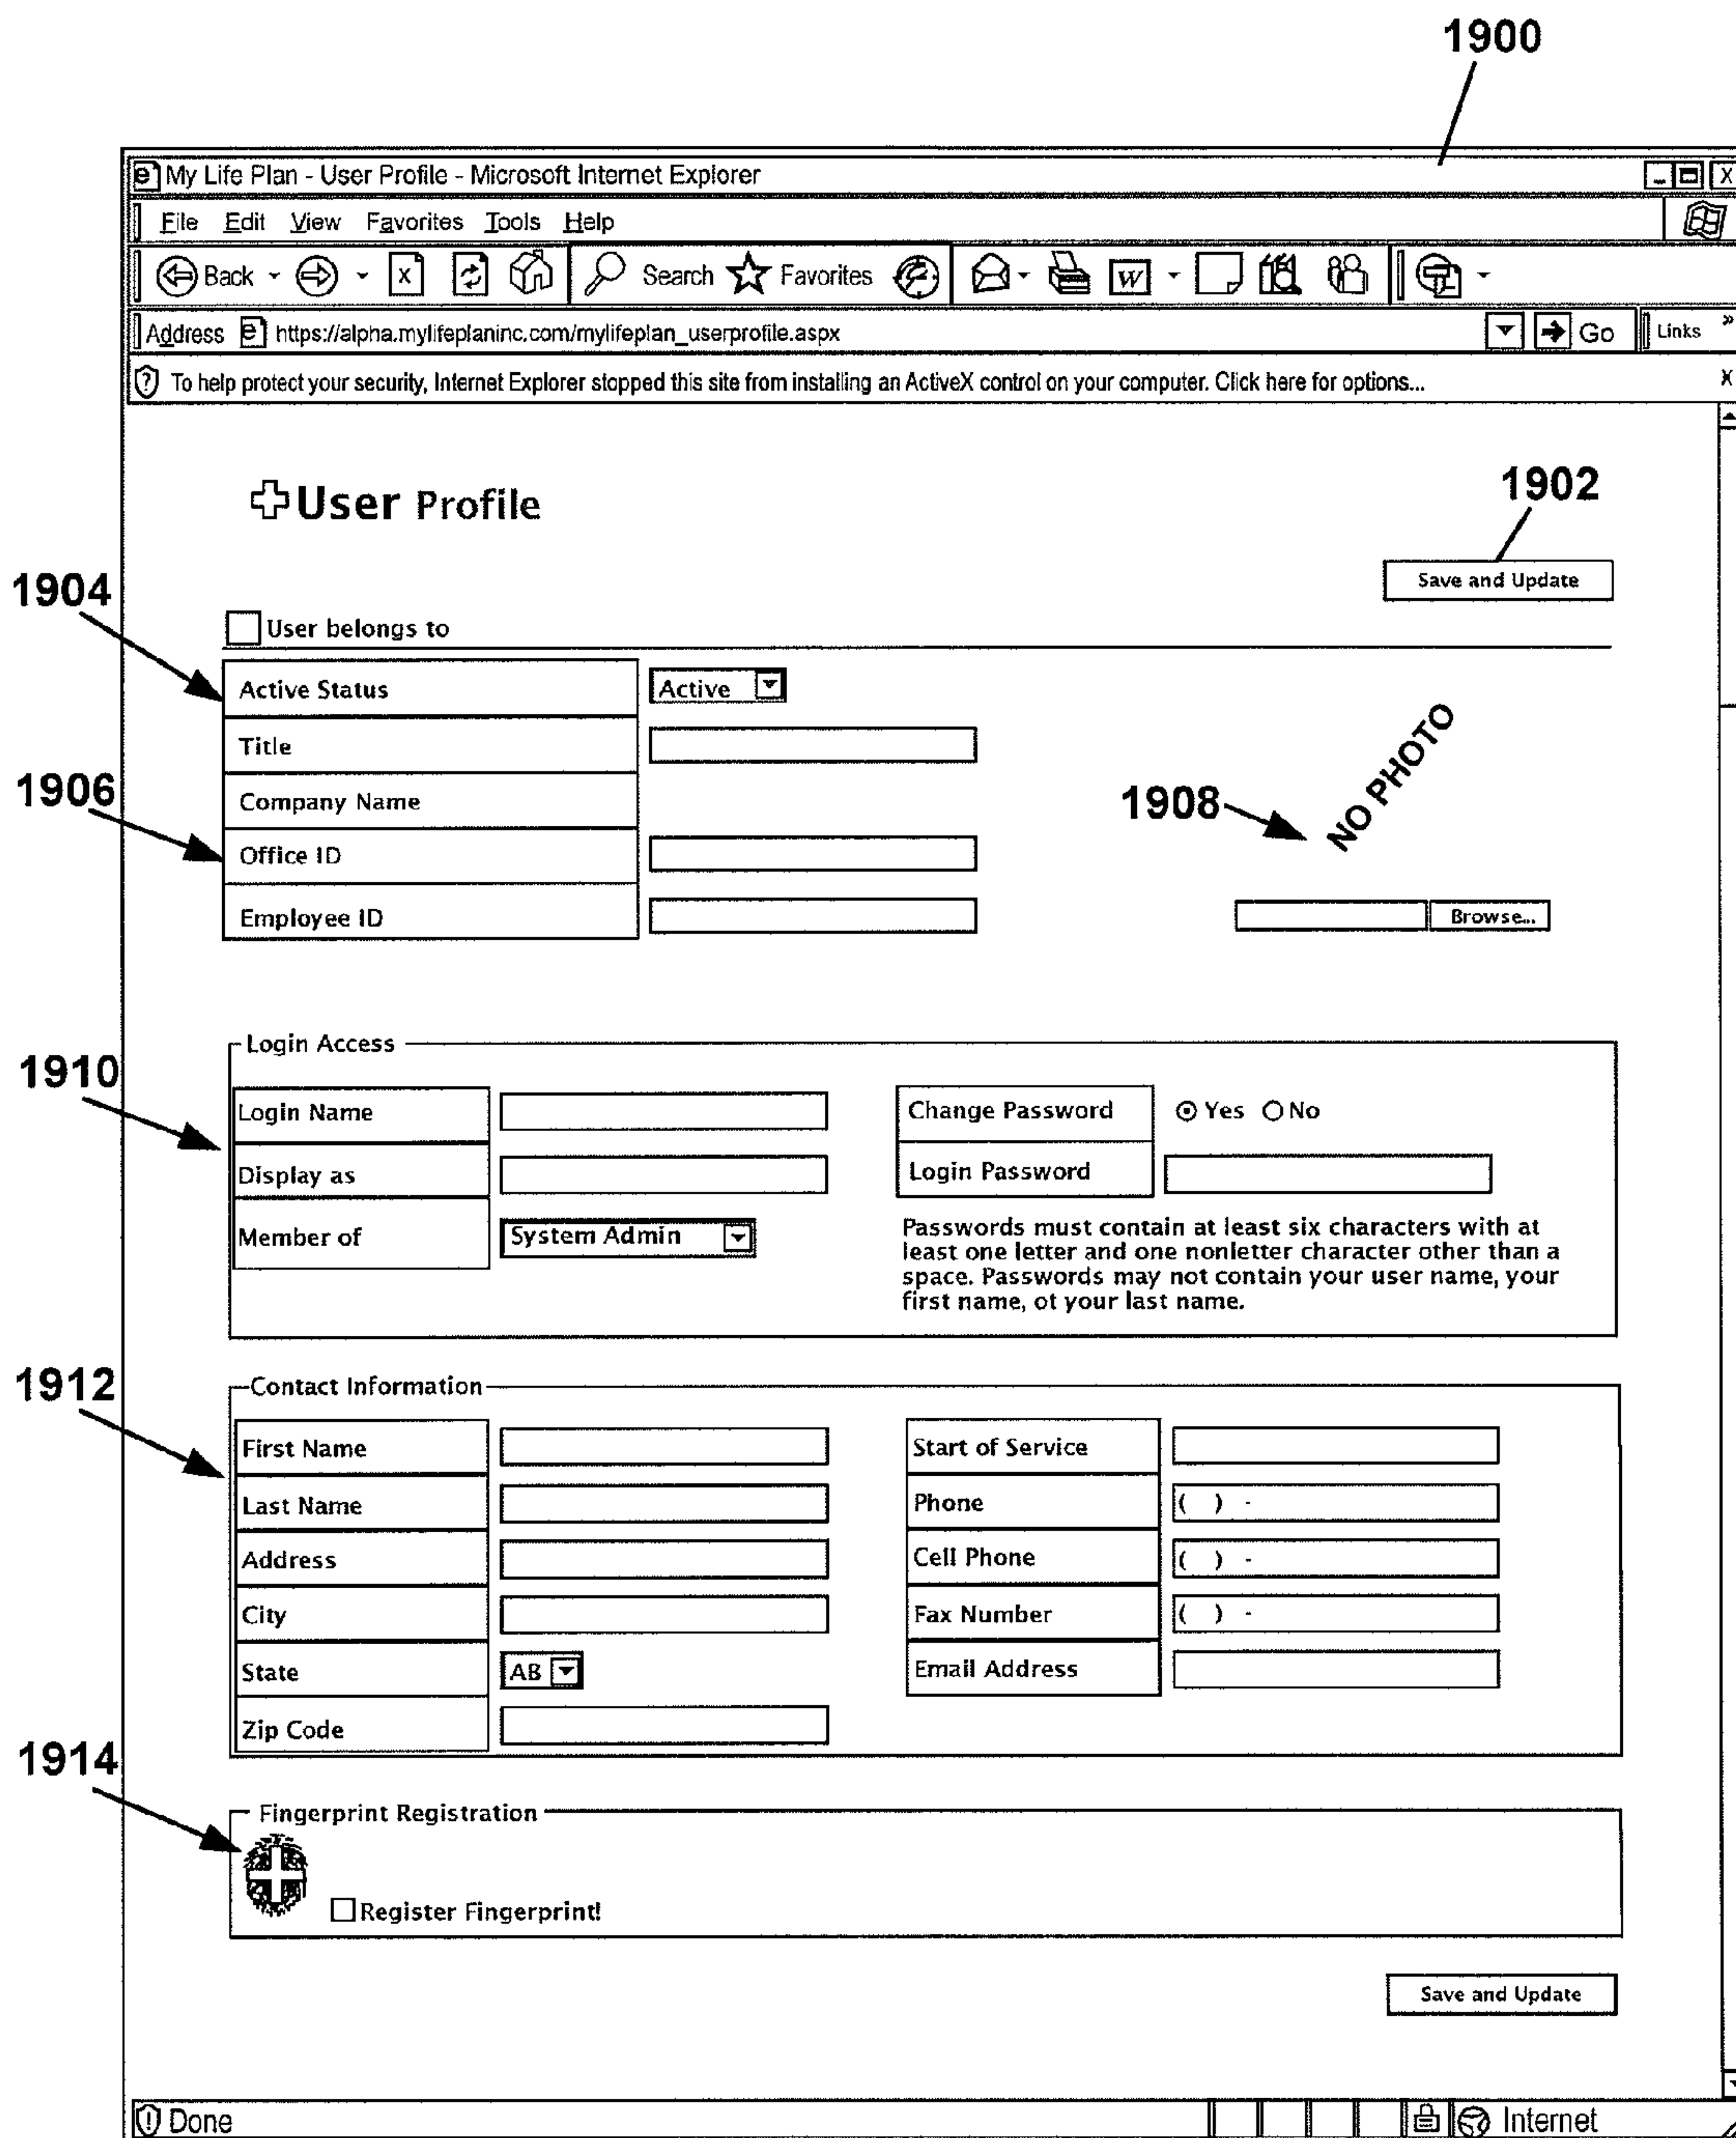 1900
My Life Plan - User Profile - Microsoft Internet Explorer
File Edit View Favorites Tools Help
Back Search Favorites W
Address https://alpha.mylifeplaninc.com/mylifeplan_userprofile.aspx Go Links »
To help protect your security, Internet Explorer stopped this site from installing an ActiveX control on your computer. Click here for options... X
User Profile
1902
Save and Update
1904
User belongs to
Active Status Active
Title
1906
Company Name
1908
NO PHOTO
Office ID
Employee ID Browse...
Login Access
1910
Login Name Change Password Yes No
Display as Login Password
Member of System Admin
Passwords must contain at least six characters with at
least one letter and one nonletter character other than a
space. Passwords may not contain your user name, your
first name, ot your last name.
1912
Contact Information
First Name Start of Service
Last Name Phone ( ) -
Address Cell Phone ( ) -
City Fax Number ( ) -
State AB Email Address
Zip Code
1914
Fingerprint Registration
Register Fingerprint!
Save and Update
Done Internet